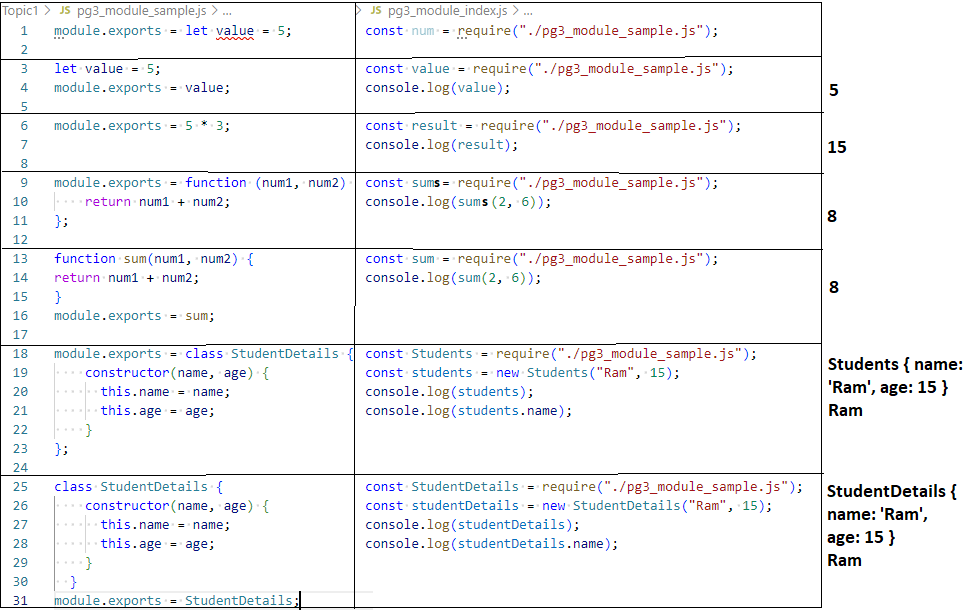 Topic1 > JS pg3_module_sample.js > ...
> JS pg3_module_index.js > ...
1 module.exports = let value = 5;
const num = require("./pg3_module_sample.js");
2
3 let value = 5;
const value = require("./pg3_module_sample.js");
4 module.exports = value;
console.log(value);
5
5
6 module.exports = 5 * 3;
const result = require("./pg3_module_sample.js");
7
console.log(result);
15
8
9 module.exports = function (num1, num2)
const sums= require("./pg3_module_sample.js");
10 return num1 + num2;
console.log(sums(2, 6));
8
11 };
12
13 function sum(num1, num2) {
const sum = require("./pg3_module_sample.js");
14 return num1 + num2;
console.log(sum(2, 6));
8
15 }
16 module.exports = sum;
17
18 module.exports = class StudentDetails {
const Students = require("./pg3_module_sample.js");
19 constructor(name, age) {
const students = new Students("Ram", 15);
20 this.name = name;
console.log(students);
21 this.age = age;
console.log(students.name);
22 }
23 };
24
Students { name:
'Ram', age: 15 }
Ram
25 class StudentDetails {
const StudentDetails = require("./pg3_module_sample.js");
26 constructor(name, age) {
const studentDetails = new StudentDetails("Ram", 15);
27 this.name = name;
console.log(studentDetails);
28 this.age = age;
console.log(studentDetails.name);
29 }
30 }
31 module.exports = StudentDetails;
StudentDetails {
name: 'Ram',
age: 15 }
Ram